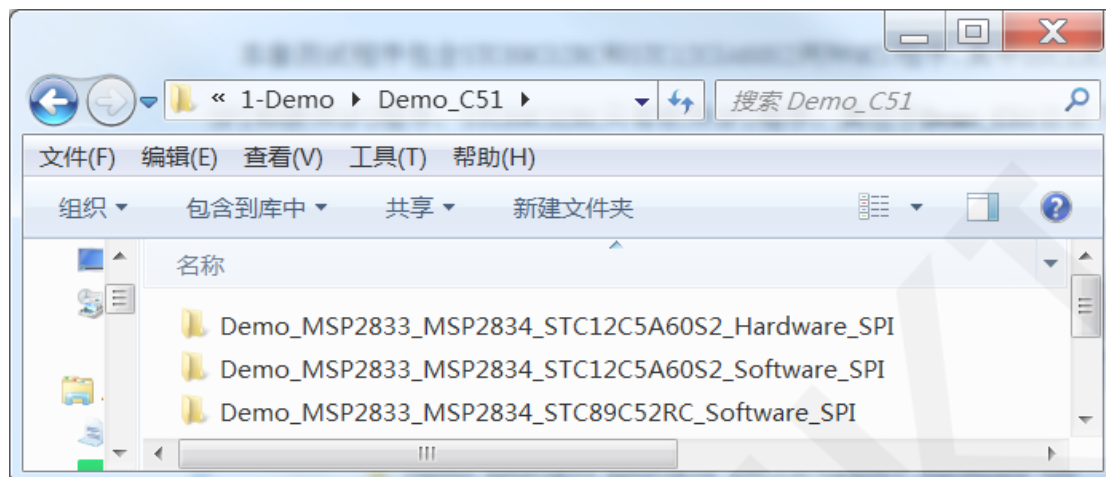 « 1-Demo Demo_C51 搜索 Demo_C51
文件(F) 编辑(E) 查看(V) 工具(T) 帮助(H)
组织 包含到库中 共享 新建文件夹
名称
Demo_MSP2833_MSP2834_STC12C5A60S2_Hardware_SPI
Demo_MSP2833_MSP2834_STC12C5A60S2_Software_SPI
Demo_MSP2833_MSP2834_STC89C52RC_Software_SPI